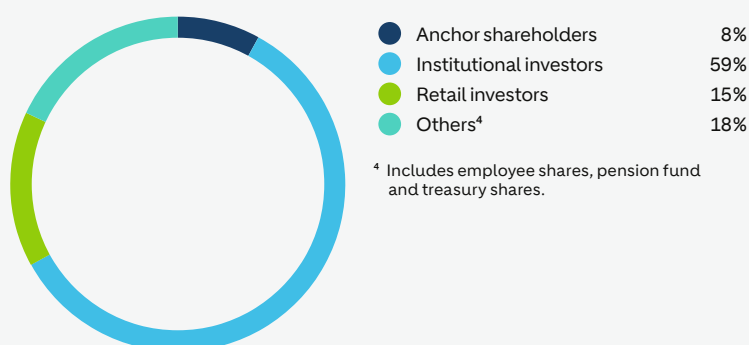 Anchor shareholders 8%
Institutional investors 59%
Retail investors 15%
Others⁴ 18%
⁴ Includes employee shares, pension fund
and treasury shares.